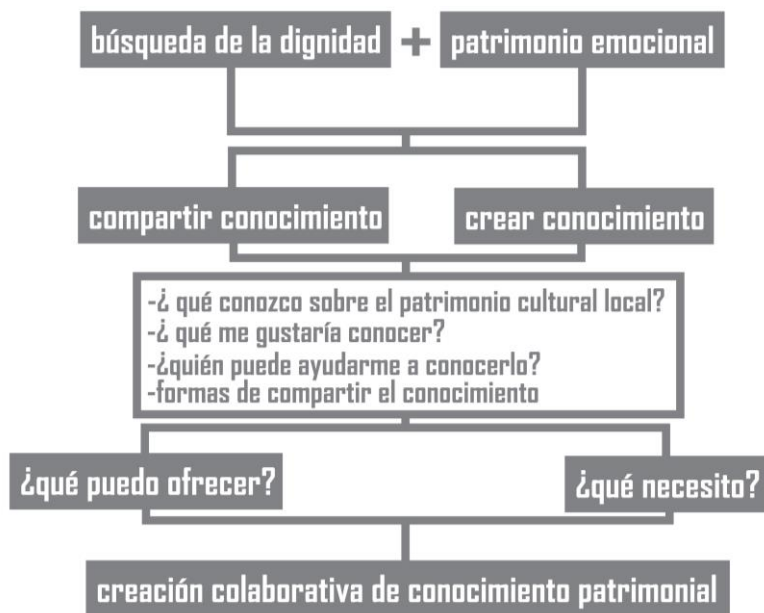 búsqueda de la dignidad + patrimonio emocional
compartir conocimiento
crear conocimiento
-¿ qué conozco sobre el patrimonio cultural local?
-¿ qué me gustaría conocer?
-¿quién puede ayudarme a conocerlo?
-formas de compartir el conocimiento
¿qué puedo ofrecer?
¿qué necesito?
creación colaborativa de conocimiento patrimonial